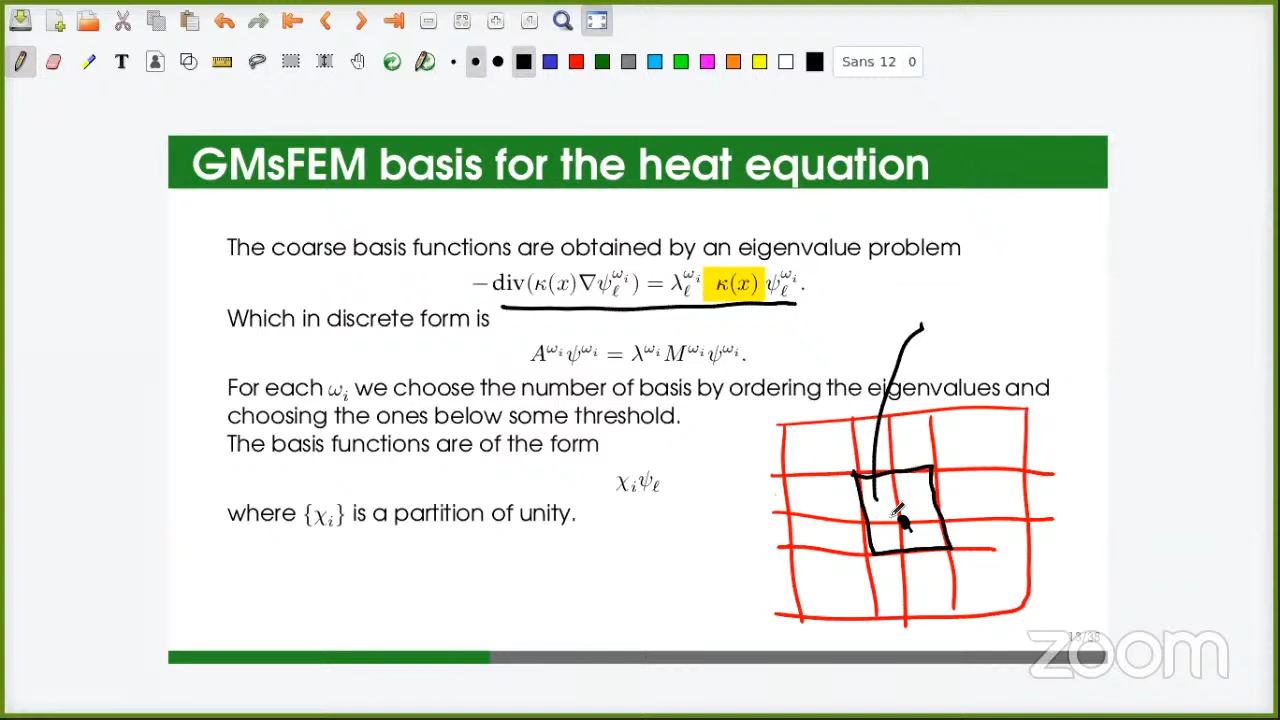 Sans 12 0
GMsFEM basis for the heat equation
The coarse basis functions are obtained by an eigenvalue problem
−div(κ(x)∇ψ_ℓ^{ω_i}) = λ_ℓ^{ω_i} κ(x) ψ_ℓ^{ω_i}.
Which in discrete form is
A^{ω_i}ψ^{ω_i} = λ^{ω_i}M^{ω_i}ψ^{ω_i}.
For each ω_i we choose the number of basis by ordering the eigenvalues and
choosing the ones below some threshold.
The basis functions are of the form
χ_iψ_ℓ
where {χ_i} is a partition of unity.
zoom